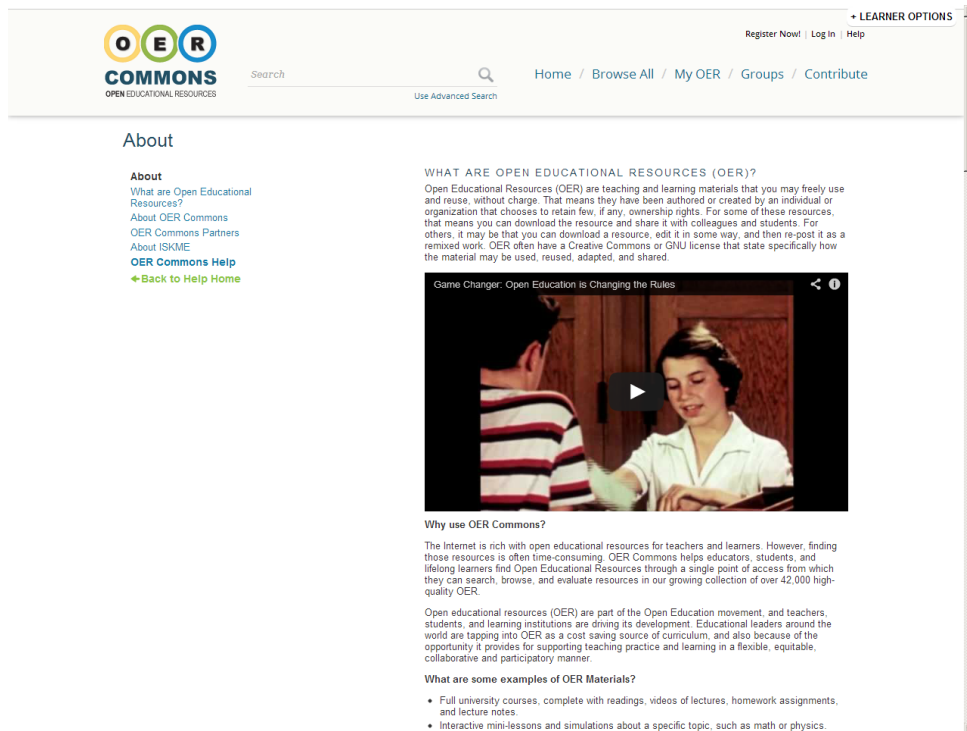 + LEARNER OPTIONS
Register Now! | Log In | Help
O E R
COMMONS
OPEN EDUCATIONAL RESOURCES
Search
Use Advanced Search
Home / Browse All / My OER / Groups / Contribute
About
About
What are Open Educational
Resources?
About OER Commons
OER Commons Partners
About ISKME
OER Commons Help
Back to Help Home
WHAT ARE OPEN EDUCATIONAL RESOURCES (OER)?
Open Educational Resources (OER) are teaching and learning materials that you may freely use
and reuse, without charge. That means they have been authored or created by an individual or
organization that chooses to retain few, if any, ownership rights. For some of these resources,
that means you can download the resource and share it with colleagues and students. For
others, it may be that you can download a resource, edit it in some way, and then re-post it as a
remixed work. OER often have a Creative Commons or GNU license that state specifically how
the material may be used, reused, adapted, and shared.
Game Changer: Open Education is Changing the Rules
Why use OER Commons?
The Internet is rich with open educational resources for teachers and learners. However, finding
those resources is often time-consuming. OER Commons helps educators, students, and
lifelong learners find Open Educational Resources through a single point of access from which
they can search, browse, and evaluate resources in our growing collection of over 42,000 high-
quality OER.
Open educational resources (OER) are part of the Open Education movement, and teachers,
students, and learning institutions are driving its development. Educational leaders around the
world are tapping into OER as a cost saving source of curriculum, and also because of the
opportunity it provides for supporting teaching practice and learning in a flexible, equitable,
collaborative and participatory manner.
What are some examples of OER Materials?
• Full university courses, complete with readings, videos of lectures, homework assignments,
and lecture notes.
• Interactive mini-lessons and simulations about a specific topic, such as math or physics.